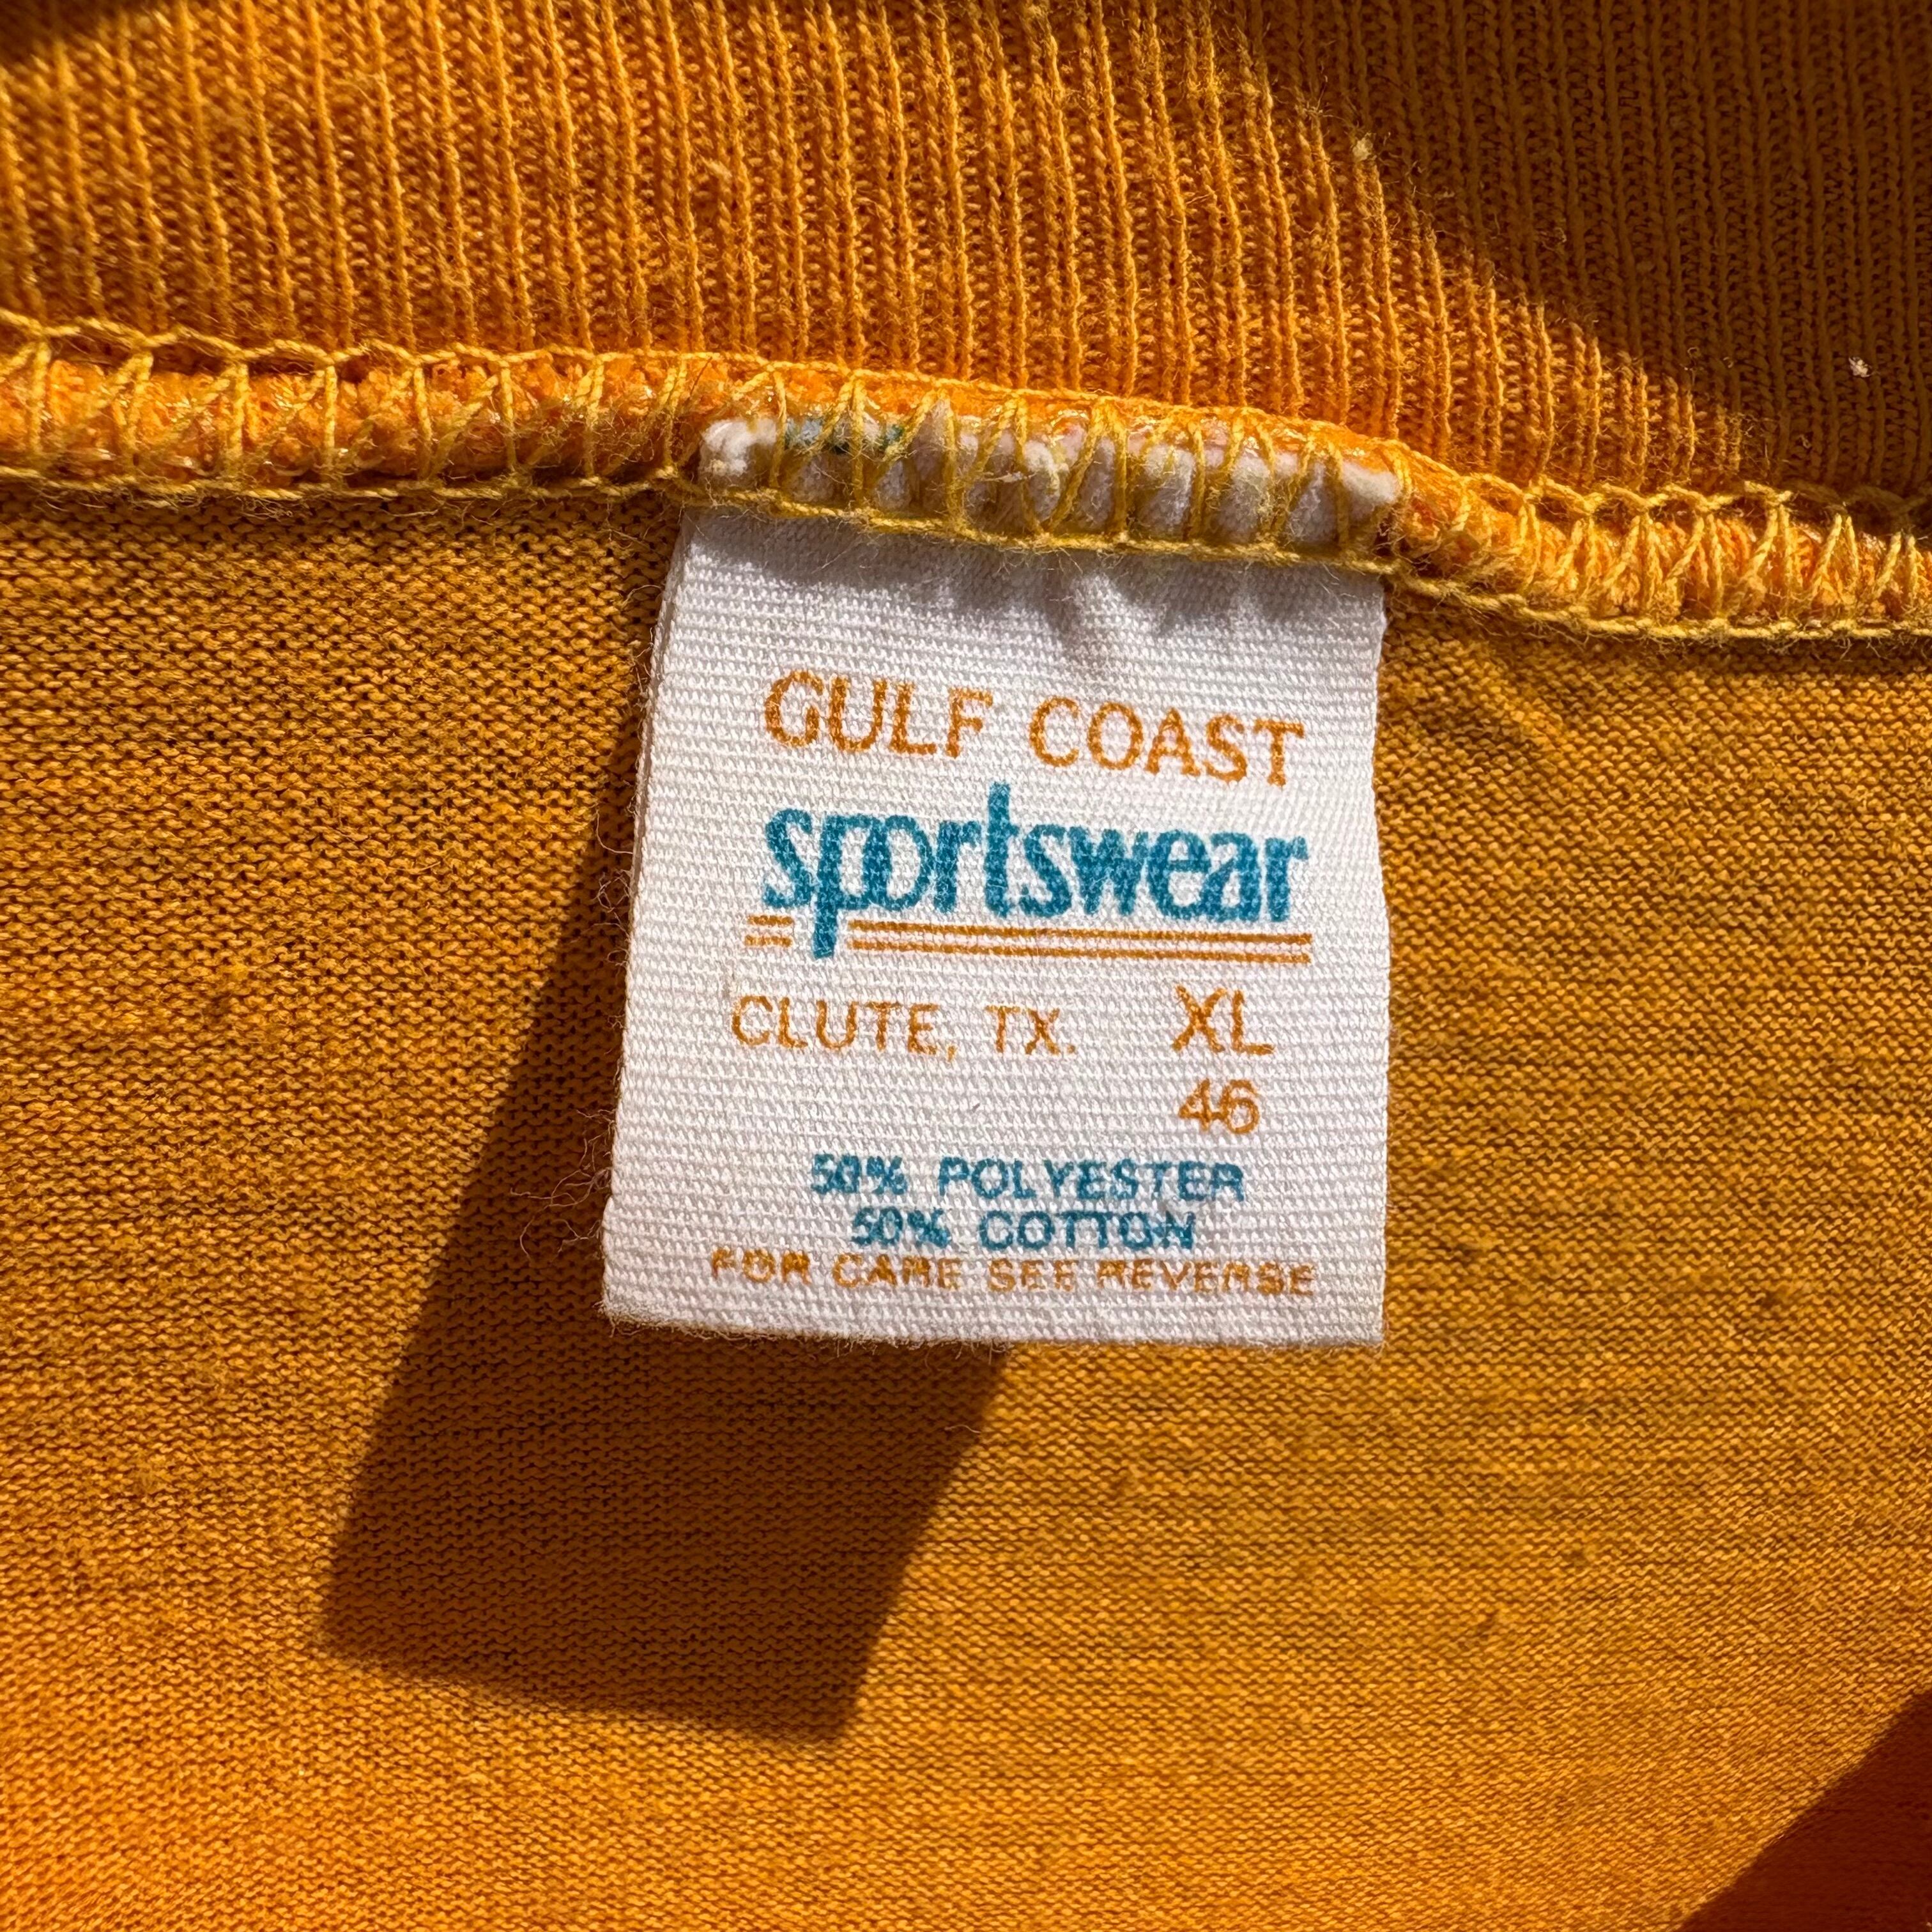 GULF COAST
sportswear
CLUTE, TX. XL
46
50% POLYESTER
50% COTTON
FOR CARE SEE REVERSE